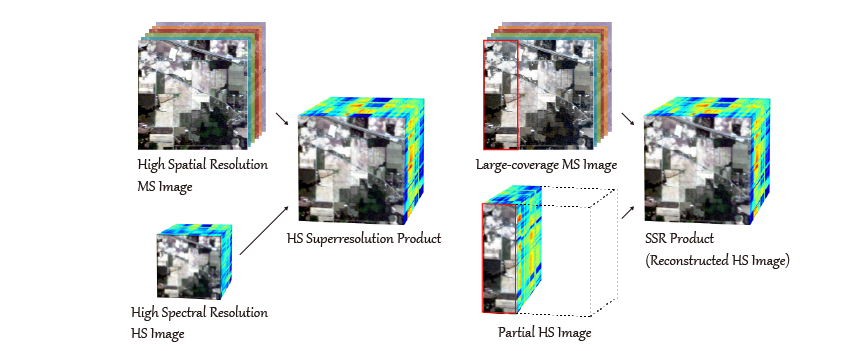 High Spatial Resolution
MS Image
HS Superresolution Product
High Spectral Resolution
HS Image
Large-coverage MS Image
SSR Product
(Reconstructed HS Image)
Partial HS Image